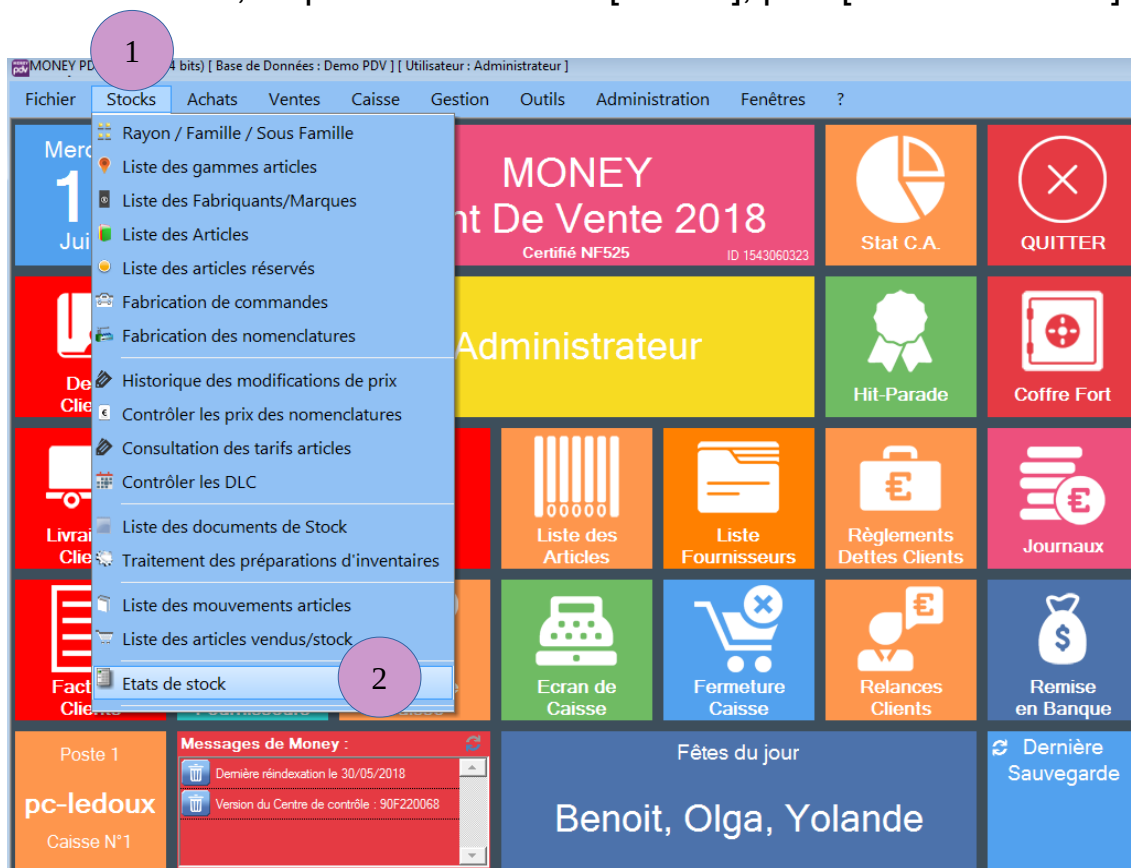 1
MONEY PD 4 bits) [ Base de Données : Demo PDV ] [ Utilisateur : Administrateur ]
Fichier Stocks Achats Ventes Caisse Gestion Outils Administration Fenêtres ?
Rayon / Famille / Sous Famille
Liste des gammes articles
Liste des Fabriquants/Marques
Liste des Articles
Liste des articles réservés
Fabrication de commandes
Fabrication des nomenclatures
Historique des modifications de prix
Contrôler les prix des nomenclatures
Consultation des tarifs articles
Contrôler les DLC
Liste des documents de Stock
Traitement des préparations d'inventaires
Liste des mouvements articles
Liste des articles vendus/stock
Etats de stock
2
Merc
1
Jui
MONEY
nt De Vente 2018
Certifié NF525
ID 1543060323
Stat C.A.
QUITTER
De
Clie
Administrateur
Hit-Parade
Coffre Fort
Livrai
Clie
Liste des
Articles
Liste
Fournisseurs
Règlements
Dettes Clients
Journaux
Fact
Clients
Fournisseurs
Ecran de
Caisse
Fermeture
Caisse
Relances
Clients
Remise
en Banque
Poste 1
pc-ledoux
Caisse N°1
Messages de Money :
Dernière réindexation le 30/05/2018
Version du Centre de contrôle : 90F220068
Fêtes du jour
Benoit, Olga, Yolande
Dernière
Sauvegarde